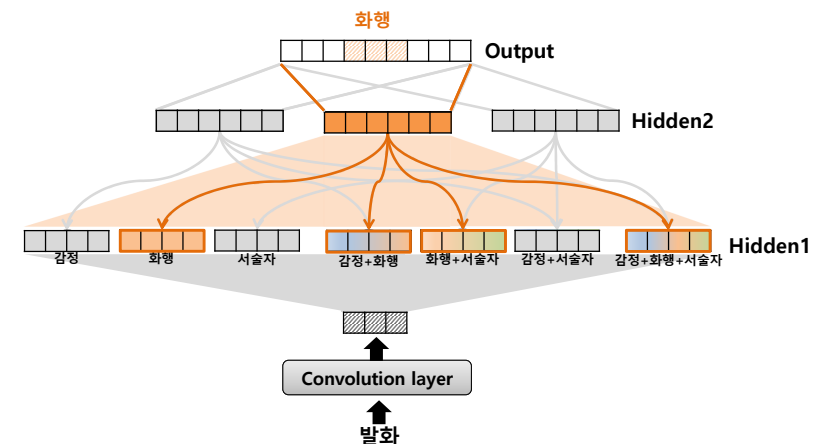 화행
Output
Hidden2
Hidden1
감정
화행
서술자
감정+화행
화행+서술자
감정+서술자
감정+화행+서술자
Convolution layer
발화